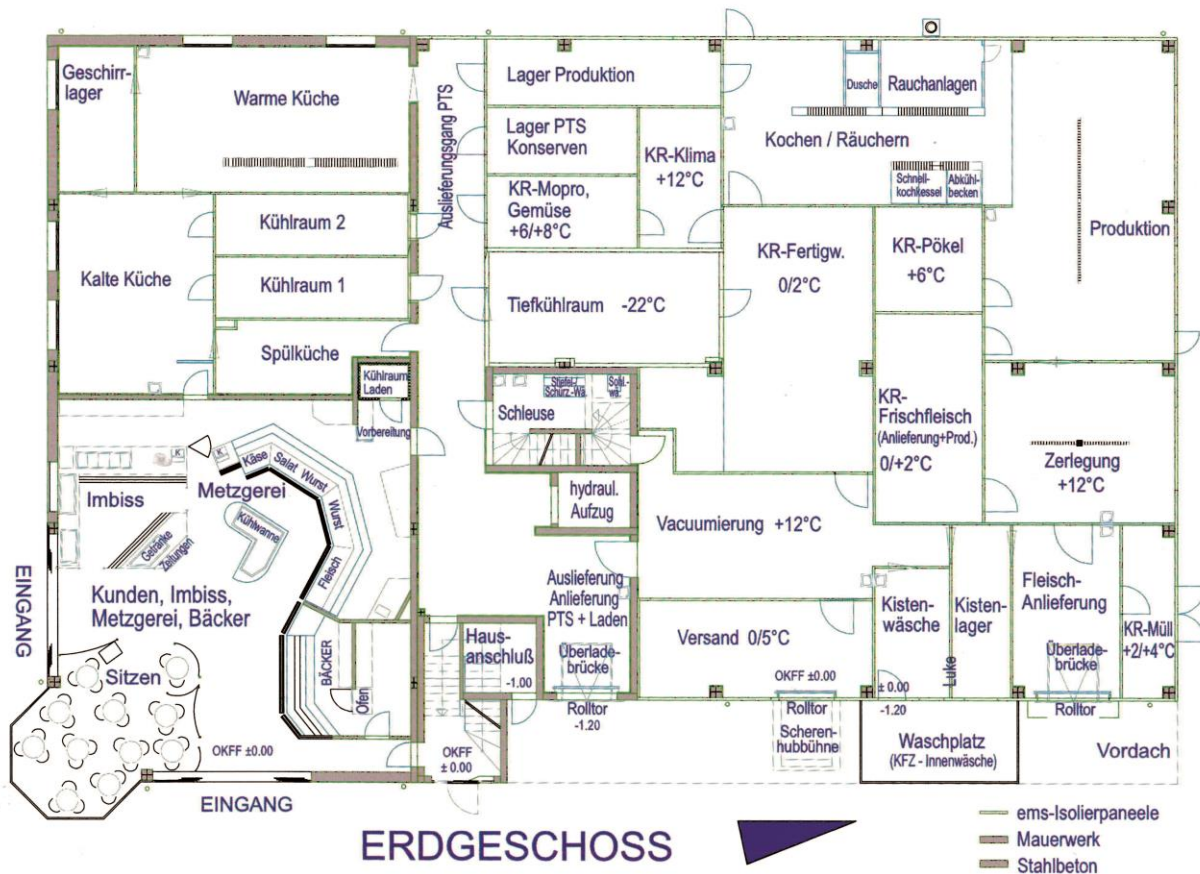 Geschirr-
lager
Warme Küche
Auslieferungsgang PTS
Lager Produktion
Lager PTS
Konserven
KR-Mopro,
Gemüse
+6/+8°C
KR-Klima
+12°C
Dusche
Rauchanlagen
Kochen / Räuchern
Schnell-
kochkessel
Abkühl-
becken
Produktion
Kalte Küche
Kühlraum 2
Kühlraum 1
Spülküche
Tiefkühlraum -22°C
KR-Fertigw.
0/2°C
KR-Pökel
+6°C
Kühlraum
Laden
Vorbereitung
Stiefel-/
Schürz.-Wä.
Sohl.-
wä.
Schleuse
KR-
Frischfleisch
(Anlieferung+Prod.)
0/+2°C
Zerlegung
+12°C
K
K
Käse
Salat
Wurst
Wurst
Fleisch
Imbiss
Metzgerei
Kühlwanne
Getränke
Zeitungen
hydraul.
Aufzug
Vacuumierung +12°C
EINGANG
Kunden, Imbiss,
Metzgerei, Bäcker
Auslieferung
Anlieferung
PTS + Laden
Überlade-
brücke
Kisten-
wäsche
Kisten-
lager
Fleisch-
Anlieferung
Überlade-
brücke
KR-Müll
+2/+4°C
Sitzen
BÄCKER
Ofen
Haus-
anschluß
-1.00
Versand 0/5°C
OKFF ±0.00
± 0.00
Luke
-1.20
Rolltor
-1.20
Rolltor
Rolltor
Scheren-
hubbühne
Waschplatz
(KFZ - Innenwäsche)
Vordach
OKFF ±0.00
OKFF
± 0.00
EINGANG
ERDGESCHOSS
ems-Isolierpaneele
Mauerwerk
Stahlbeton